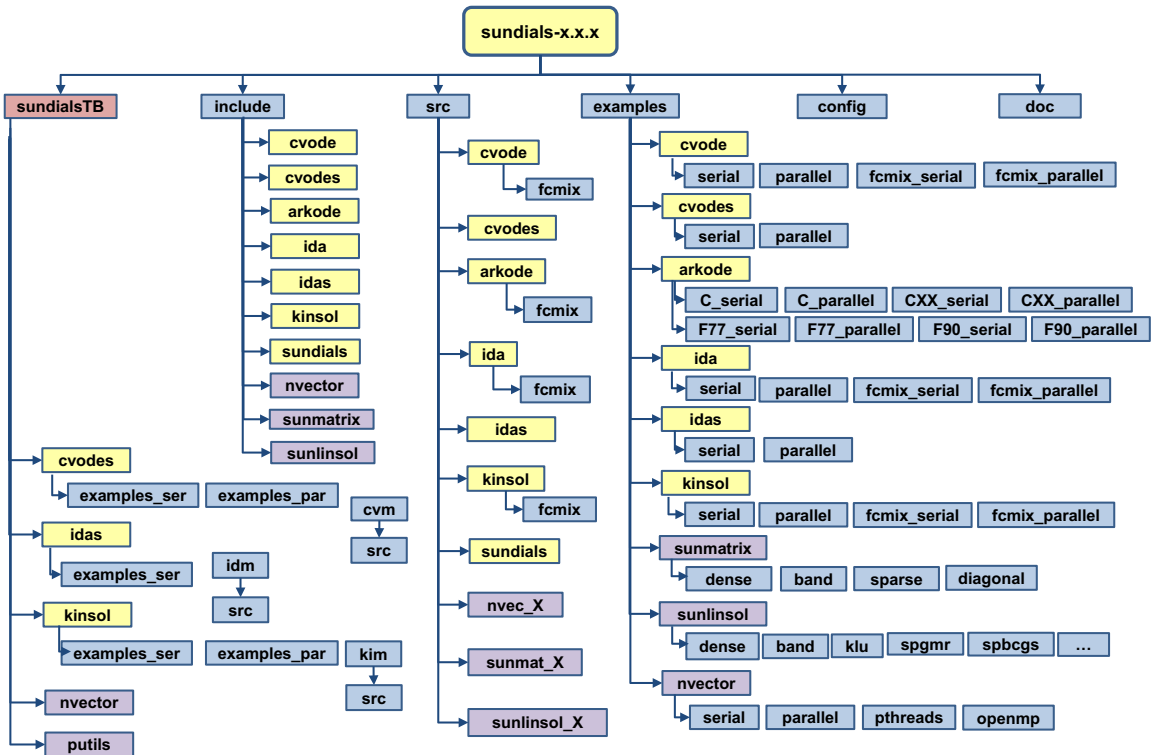 sundials-x.x.x
sundialsTB include src examples config doc
cvode
cvodes
arkode
ida
idas
kinsol
sundials
nvector
sunmatrix
sunlinsol
cvodes
examples_ser examples_par
cvm
src
idas
examples_ser
idm
src
kinsol
examples_ser examples_par
kim
src
nvector
putils
cvode
fcmix
cvodes
arkode
fcmix
ida
fcmix
idas
kinsol
fcmix
sundials
nvec_X
sunmat_X
sunlinsol_X
cvode
serial parallel fcmix_serial fcmix_parallel
cvodes
serial parallel
arkode
C_serial C_parallel CXX_serial CXX_parallel
F77_serial F77_parallel F90_serial F90_parallel
ida
serial parallel fcmix_serial fcmix_parallel
idas
serial parallel
kinsol
serial parallel fcmix_serial fcmix_parallel
sunmatrix
dense band sparse diagonal
sunlinsol
dense band klu spgmr spbcgs ...
nvector
serial parallel pthreads openmp